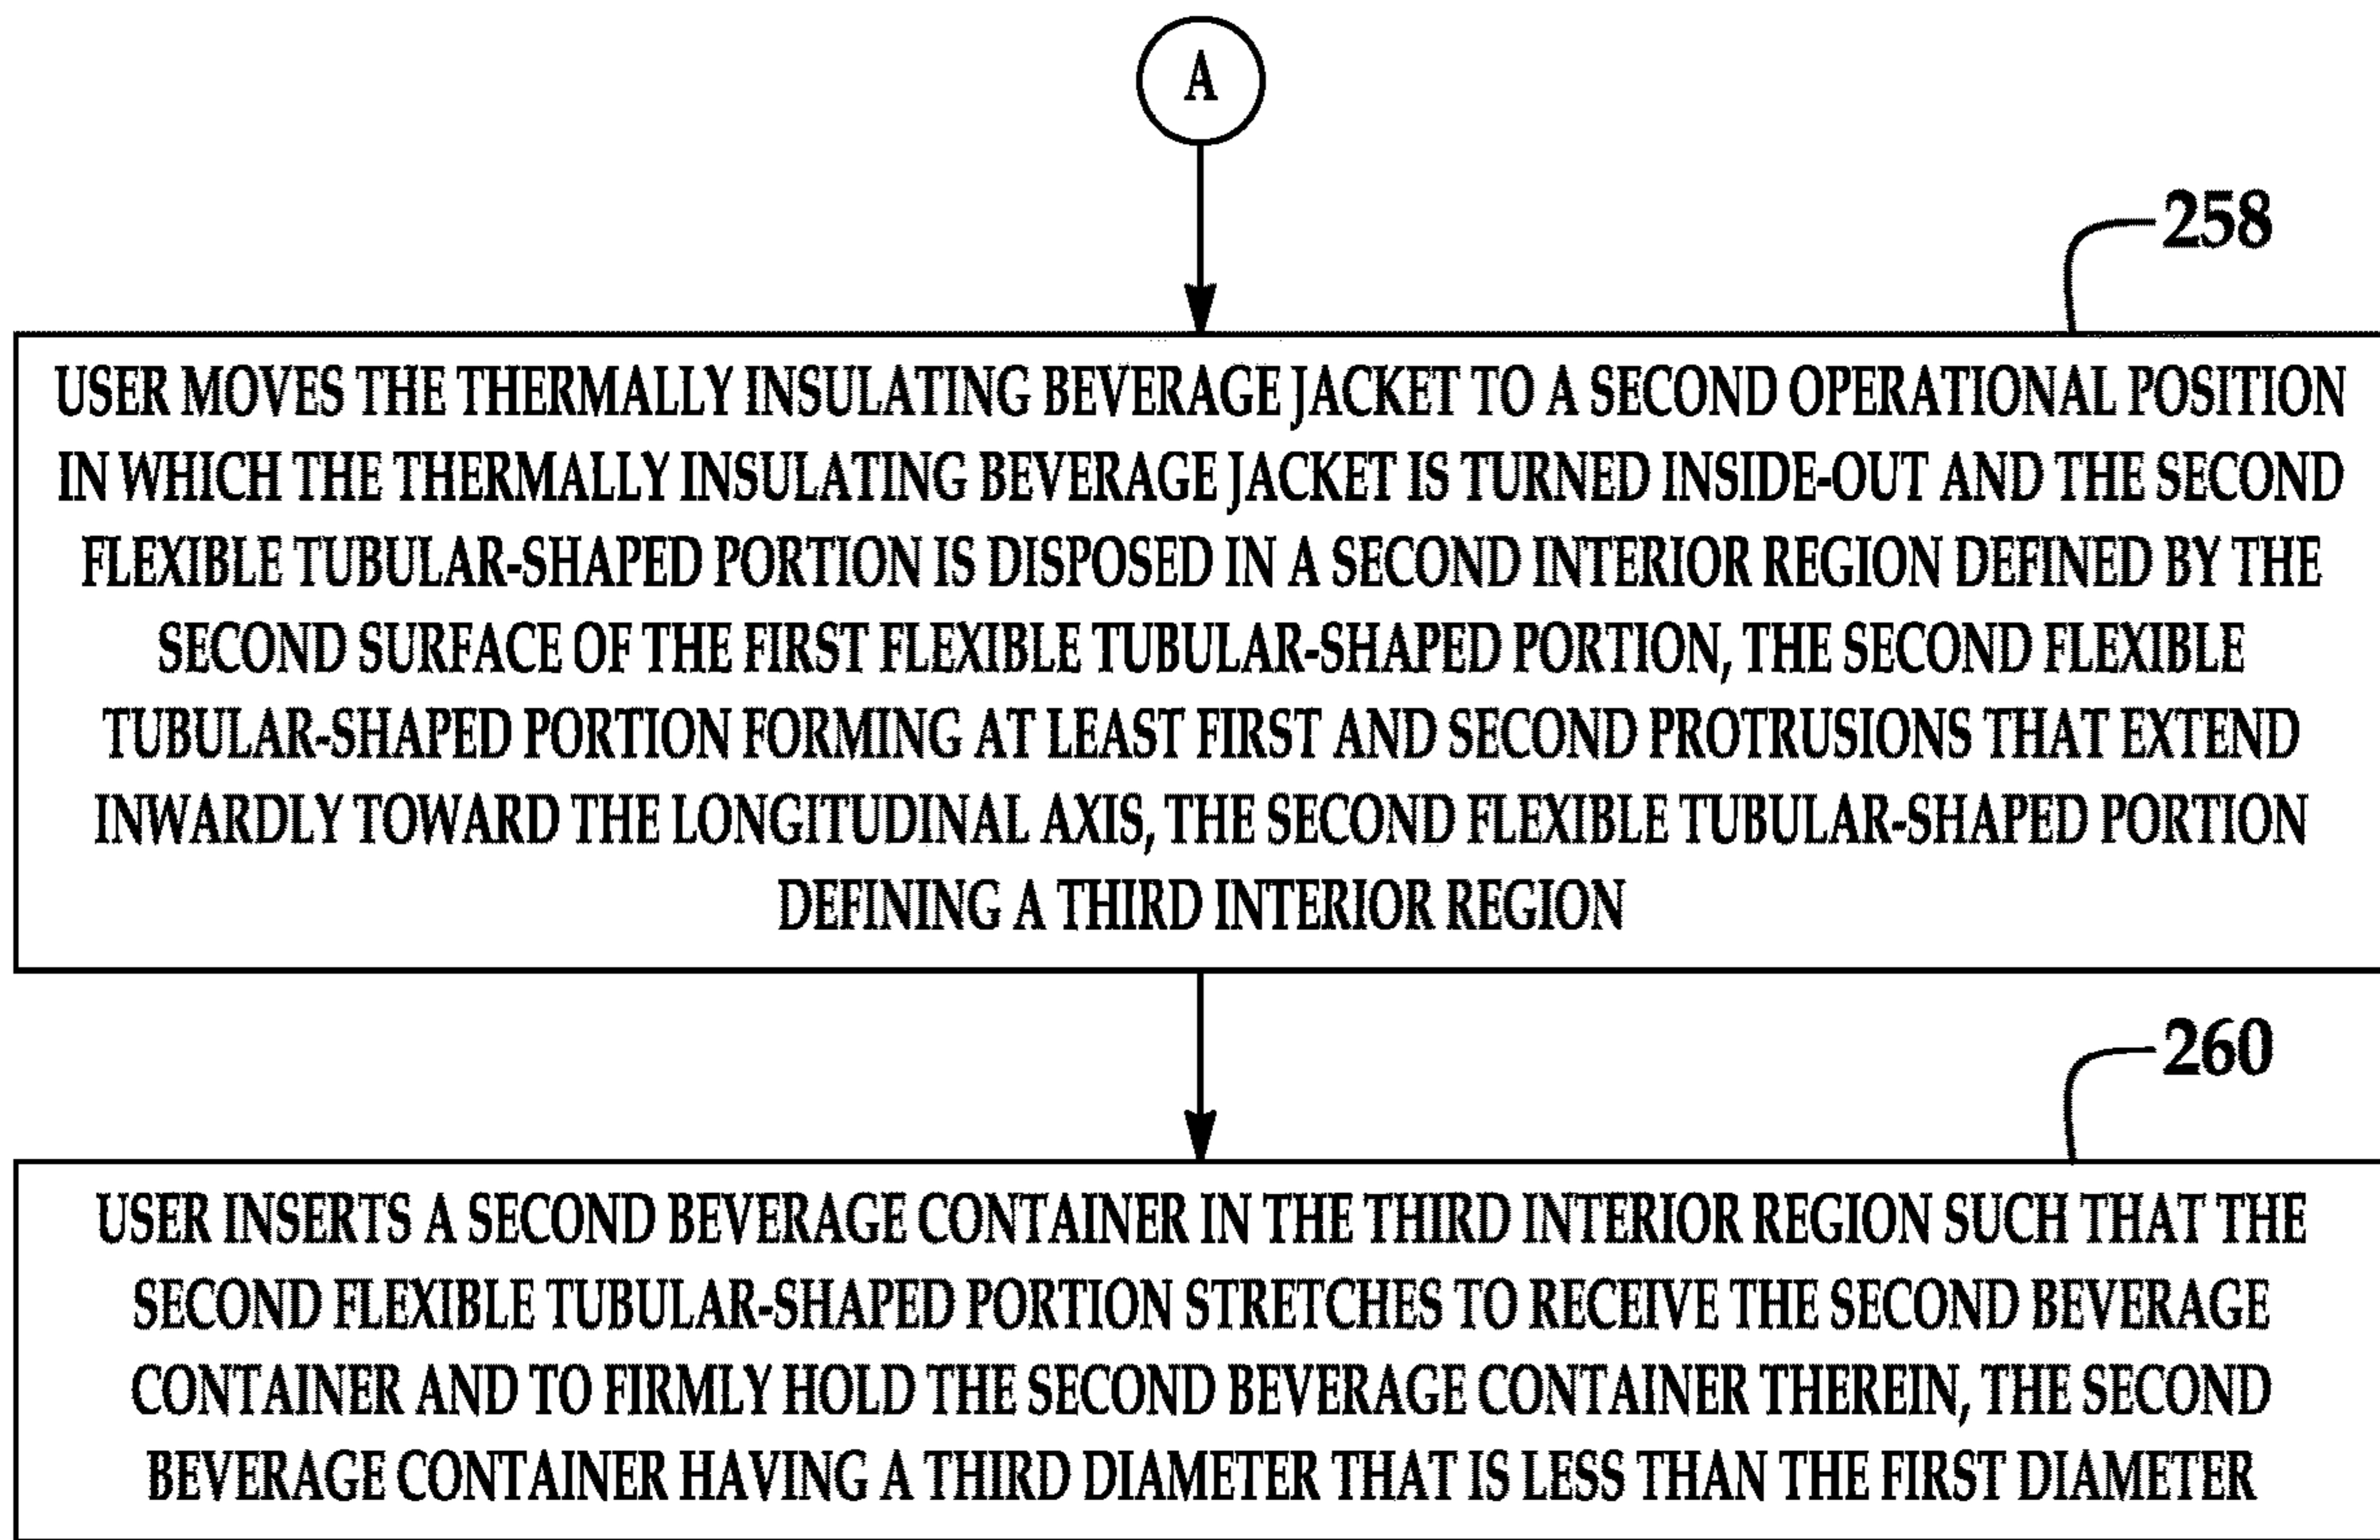 A
258
USER MOVES THE THERMALLY INSULATING BEVERAGE JACKET TO A SECOND OPERATIONAL POSITION
IN WHICH THE THERMALLY INSULATING BEVERAGE JACKET IS TURNED INSIDE-OUT AND THE SECOND
FLEXIBLE TUBULAR-SHAPED PORTION IS DISPOSED IN A SECOND INTERIOR REGION DEFINED BY THE
SECOND SURFACE OF THE FIRST FLEXIBLE TUBULAR-SHAPED PORTION, THE SECOND FLEXIBLE
TUBULAR-SHAPED PORTION FORMING AT LEAST FIRST AND SECOND PROTRUSIONS THAT EXTEND
INWARDLY TOWARD THE LONGITUDINAL AXIS, THE SECOND FLEXIBLE TUBULAR-SHAPED PORTION
DEFINING A THIRD INTERIOR REGION
260
USER INSERTS A SECOND BEVERAGE CONTAINER IN THE THIRD INTERIOR REGION SUCH THAT THE
SECOND FLEXIBLE TUBULAR-SHAPED PORTION STRETCHES TO RECEIVE THE SECOND BEVERAGE
CONTAINER AND TO FIRMLY HOLD THE SECOND BEVERAGE CONTAINER THEREIN, THE SECOND
BEVERAGE CONTAINER HAVING A THIRD DIAMETER THAT IS LESS THAN THE FIRST DIAMETER